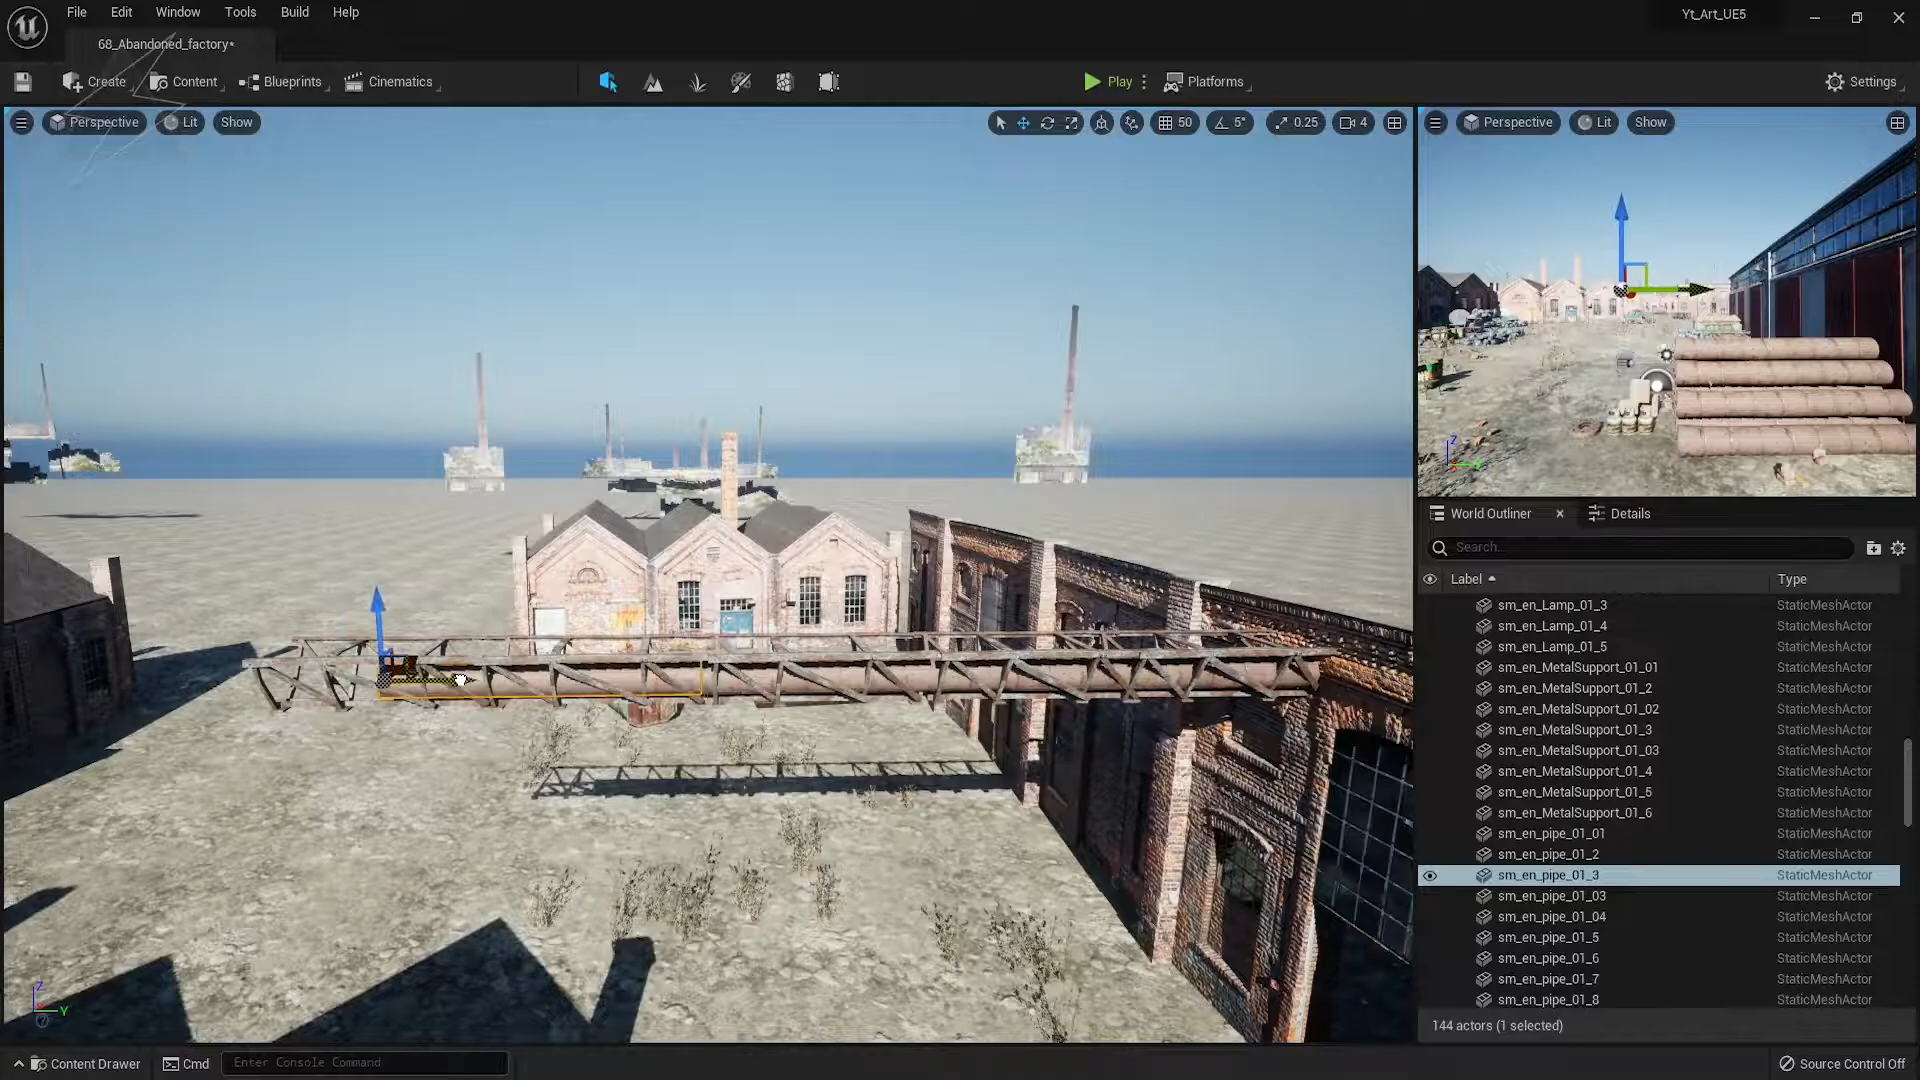 File Edit Window Tools Build Help
Yt_Art_UE5
68_Abandoned_factory*
Create Content Blueprints Cinematics
Play Platforms Settings
Perspective Lit Show
50 5° 0.25 4
Perspective Lit Show
World Outliner Details
Search...
Label Type
sm_en_Lamp_01_3 StaticMeshActor
sm_en_Lamp_01_4 StaticMeshActor
sm_en_Lamp_01_5 StaticMeshActor
sm_en_MetalSupport_01_01 StaticMeshActor
sm_en_MetalSupport_01_2 StaticMeshActor
sm_en_MetalSupport_01_02 StaticMeshActor
sm_en_MetalSupport_01_3 StaticMeshActor
sm_en_MetalSupport_01_03 StaticMeshActor
sm_en_MetalSupport_01_4 StaticMeshActor
sm_en_MetalSupport_01_5 StaticMeshActor
sm_en_MetalSupport_01_6 StaticMeshActor
sm_en_pipe_01_01 StaticMeshActor
sm_en_pipe_01_2 StaticMeshActor
sm_en_pipe_01_3 StaticMeshActor
sm_en_pipe_01_03 StaticMeshActor
sm_en_pipe_01_04 StaticMeshActor
sm_en_pipe_01_5 StaticMeshActor
sm_en_pipe_01_6 StaticMeshActor
sm_en_pipe_01_7 StaticMeshActor
sm_en_pipe_01_8 StaticMeshActor
144 actors (1 selected)
Z
Y
Z
Content Drawer Cmd Enter Console Command
Source Control Off